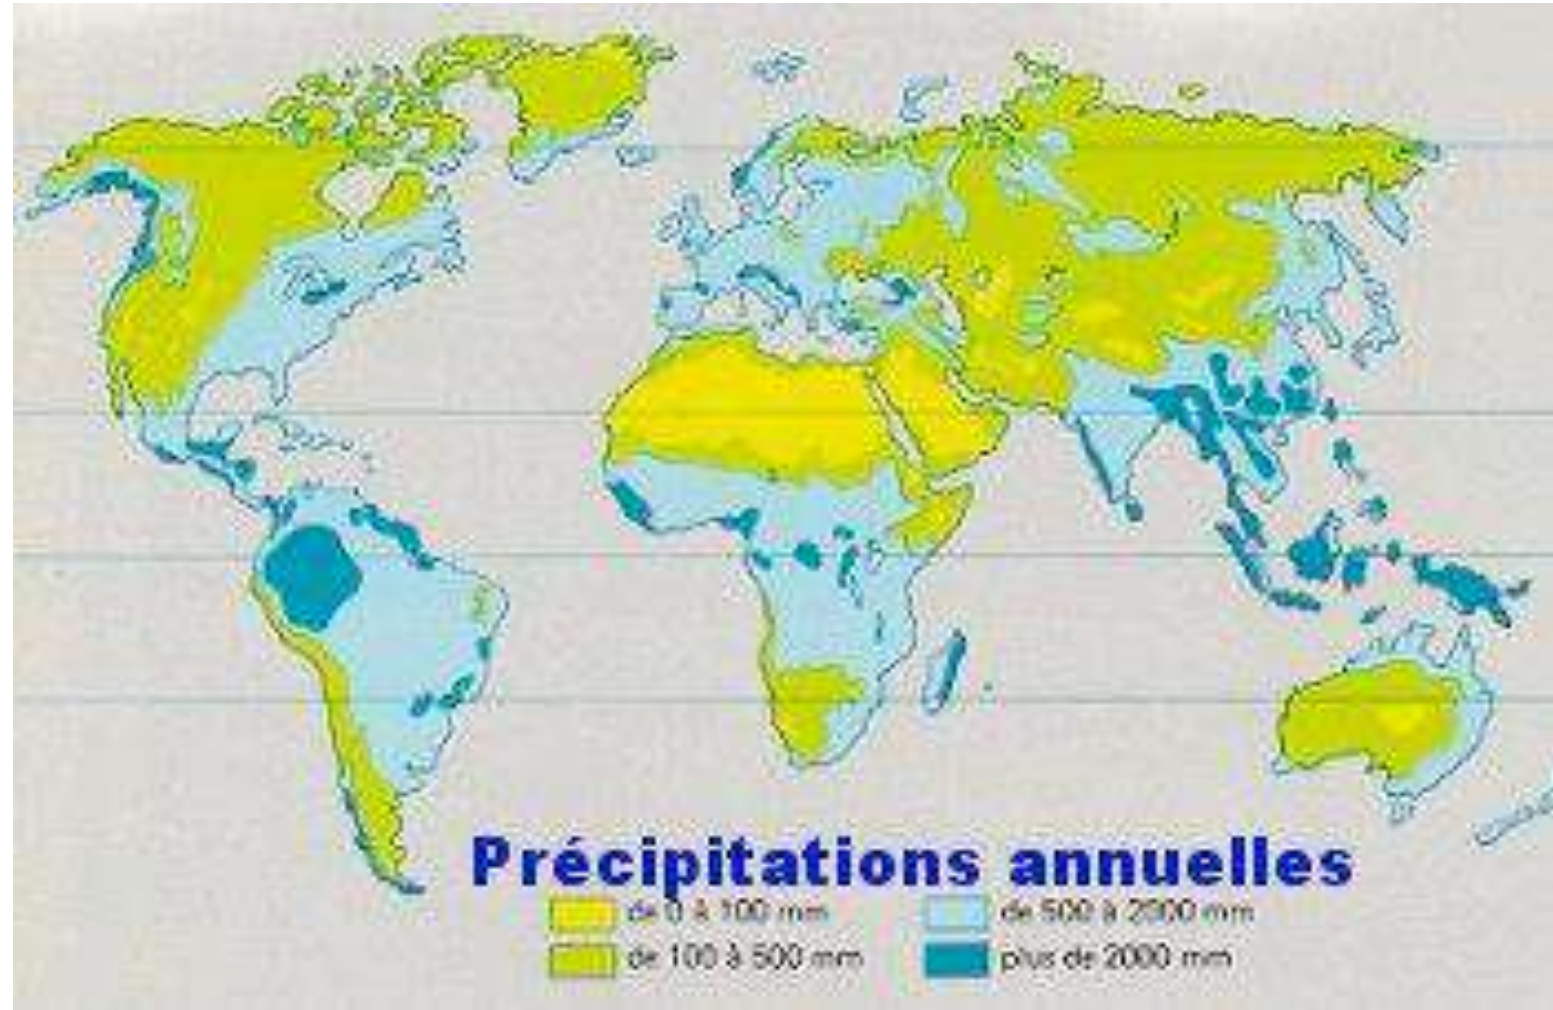 Précipitations annuelles
de 0 à 100 mm
de 500 à 2000 mm
de 100 à 500 mm
plus de 2000 mm